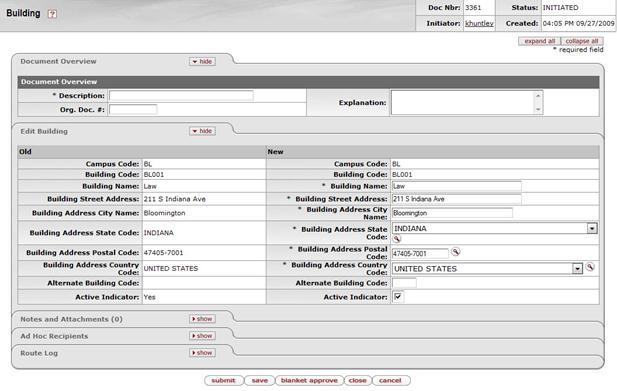 Building ?
Doc Nbr: 3361 Status: INITIATED
Initiator: khuntley Created: 04:05 PM 09/27/2009
expand all collapse all
* required field
Document Overview hide
Document Overview
* Description: Explanation:
Org. Doc. #:
Edit Building hide
Old New
Campus Code: BL Campus Code: BL
Building Code: BL001 Building Code: BL001
Building Name: Law * Building Name: Law
Building Street Address: 211 S Indiana Ave * Building Street Address: 211 S Indiana Ave
Building Address City Name: Bloomington * Building Address City Name: Bloomington
Building Address State Code: INDIANA * Building Address State Code: INDIANA
Building Address Postal Code: 47405-7001 * Building Address Postal Code: 47405-7001
Building Address Country Code: UNITED STATES * Building Address Country Code: UNITED STATES
Alternate Building Code: Alternate Building Code:
Active Indicator: Yes Active Indicator:
Notes and Attachments (0) show
Ad Hoc Recipients show
Route Log show
submit save blanket approve close cancel